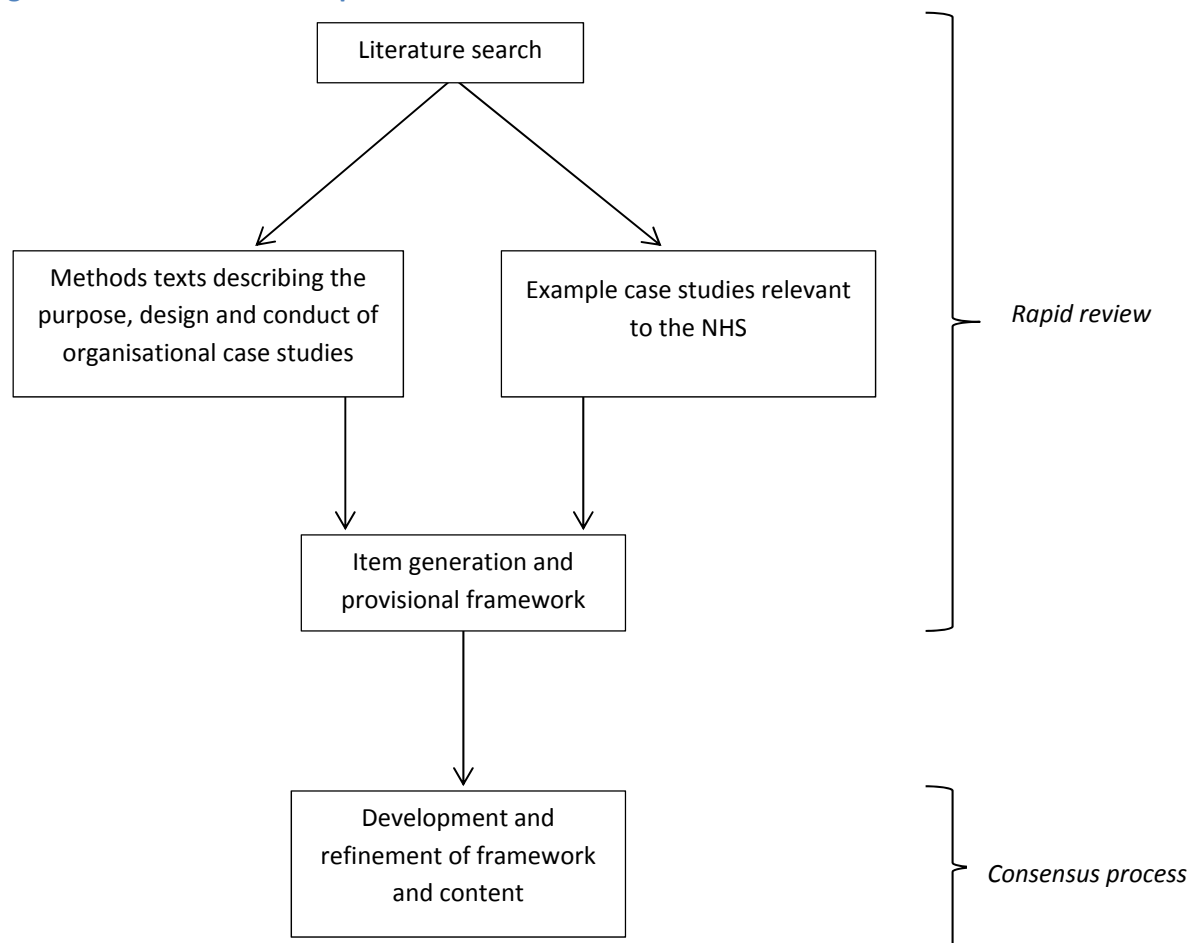 Literature search
Methods texts describing the
purpose, design and conduct of
organisational case studies
Example case studies relevant
to the NHS
Rapid review
Item generation and
provisional framework
Development and
refinement of framework
and content
Consensus process